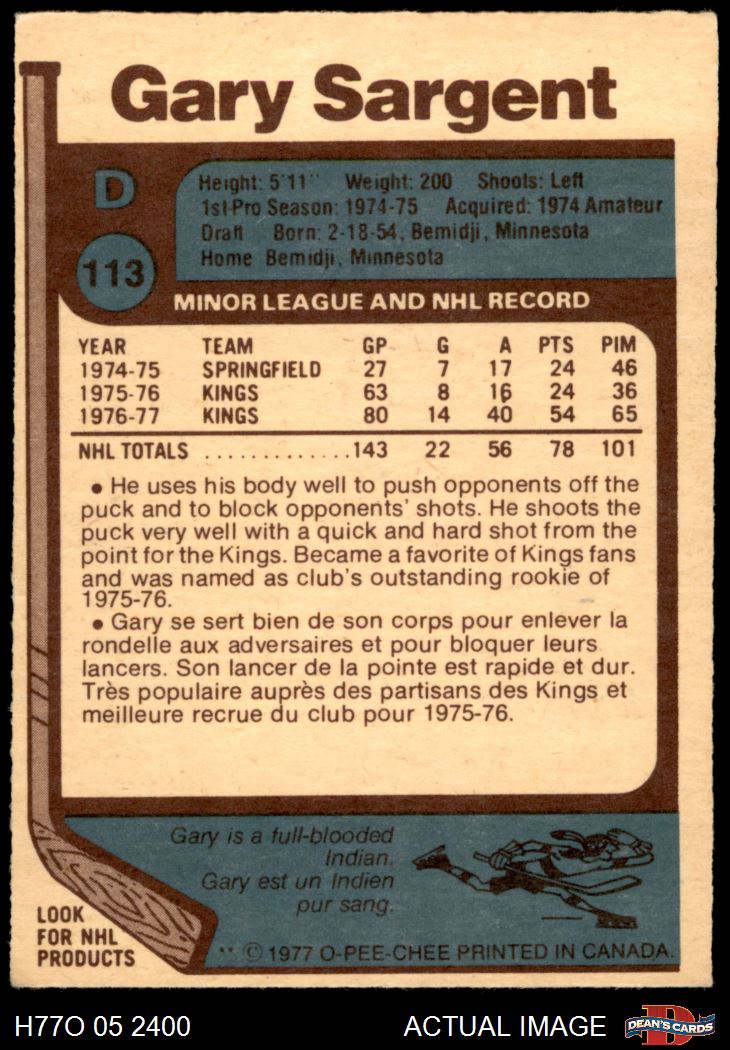 Gary Sargent
D
113
Height: 5'11" Weight: 200 Shoots: Left
1st Pro Season: 1974-75 Acquired: 1974 Amateur
Draft Born: 2-18-54, Bemidji, Minnesota
Home Bemidji, Minnesota
MINOR LEAGUE AND NHL RECORD
YEAR TEAM GP G A PTS PIM
1974-75 SPRINGFIELD 27 7 17 24 46
1975-76 KINGS 63 8 16 24 36
1976-77 KINGS 80 14 40 54 65
NHL TOTALS .............143 22 56 78 101
• He uses his body well to push opponents off the
puck and to block opponents' shots. He shoots the
puck very well with a quick and hard shot from the
point for the Kings. Became a favorite of Kings fans
and was named as club's outstanding rookie of
1975-76.
• Gary se sert bien de son corps pour enlever la
rondelle aux adversaires et pour bloquer leurs
lancers. Son lancer de la pointe est rapide et dur.
Très populaire auprès des partisans des Kings et
meilleure recrue du club pour 1975-76.
Gary is a full-blooded
Indian.
Gary est un Indien
pur sang.
LOOK
FOR NHL
PRODUCTS
** © 1977 O-PEE-CHEE PRINTED IN CANADA.
H77O 05 2400
ACTUAL IMAGE
D
DEAN'S CARDS